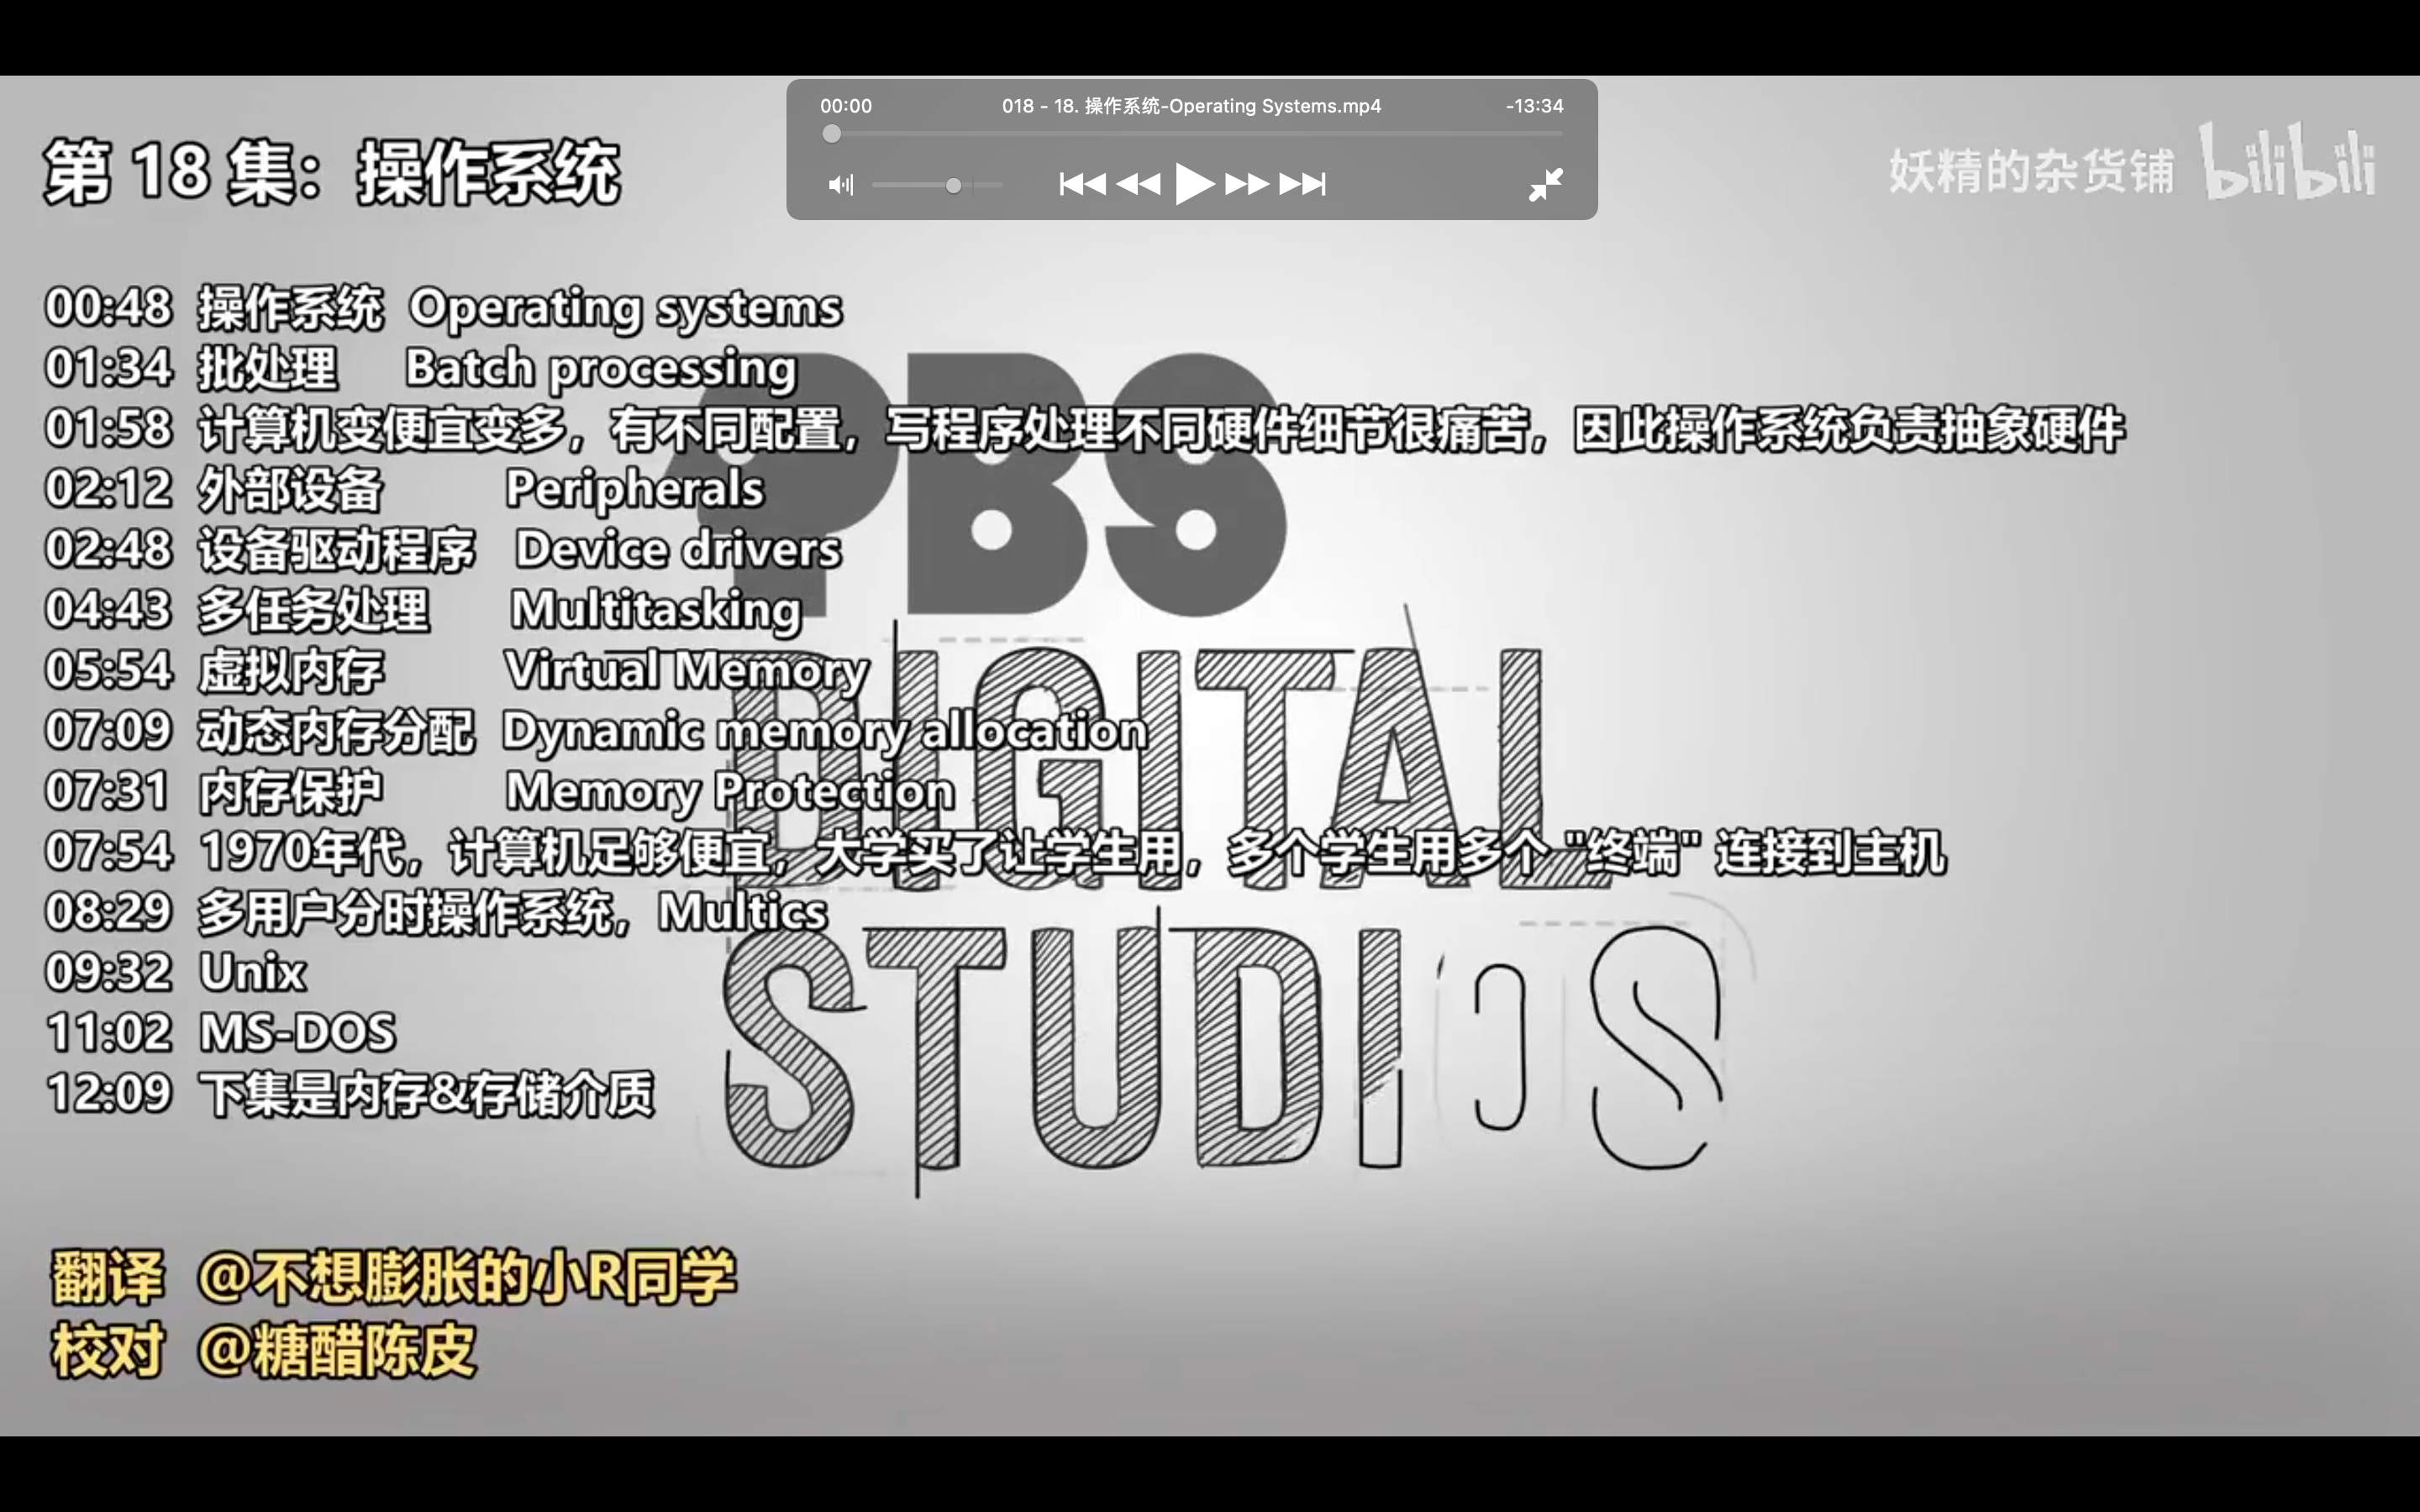 00:00 018 - 18. 操作系统-Operating Systems.mp4 -13:34
第 18 集：操作系统
妖精的杂货铺 bilibili
00:48 操作系统 Operating systems
01:34 批处理 Batch processing
01:58 计算机变便宜变多，有不同配置，写程序处理不同硬件细节很痛苦，因此操作系统负责抽象硬件
02:12 外部设备 Peripherals
02:48 设备驱动程序 Device drivers
04:43 多任务处理 Multitasking
05:54 虚拟内存 Virtual Memory
07:09 动态内存分配 Dynamic memory allocation
07:31 内存保护 Memory Protection
07:54 1970年代，计算机足够便宜，大学买了让学生用，多个学生用多个 "终端" 连接到主机
08:29 多用户分时操作系统，Multics
09:32 Unix
11:02 MS-DOS
12:09 下集是内存&存储介质
PBS
DIGITAL
STUDIOS
翻译 @不想膨胀的小R同学
校对 @糖醋陈皮